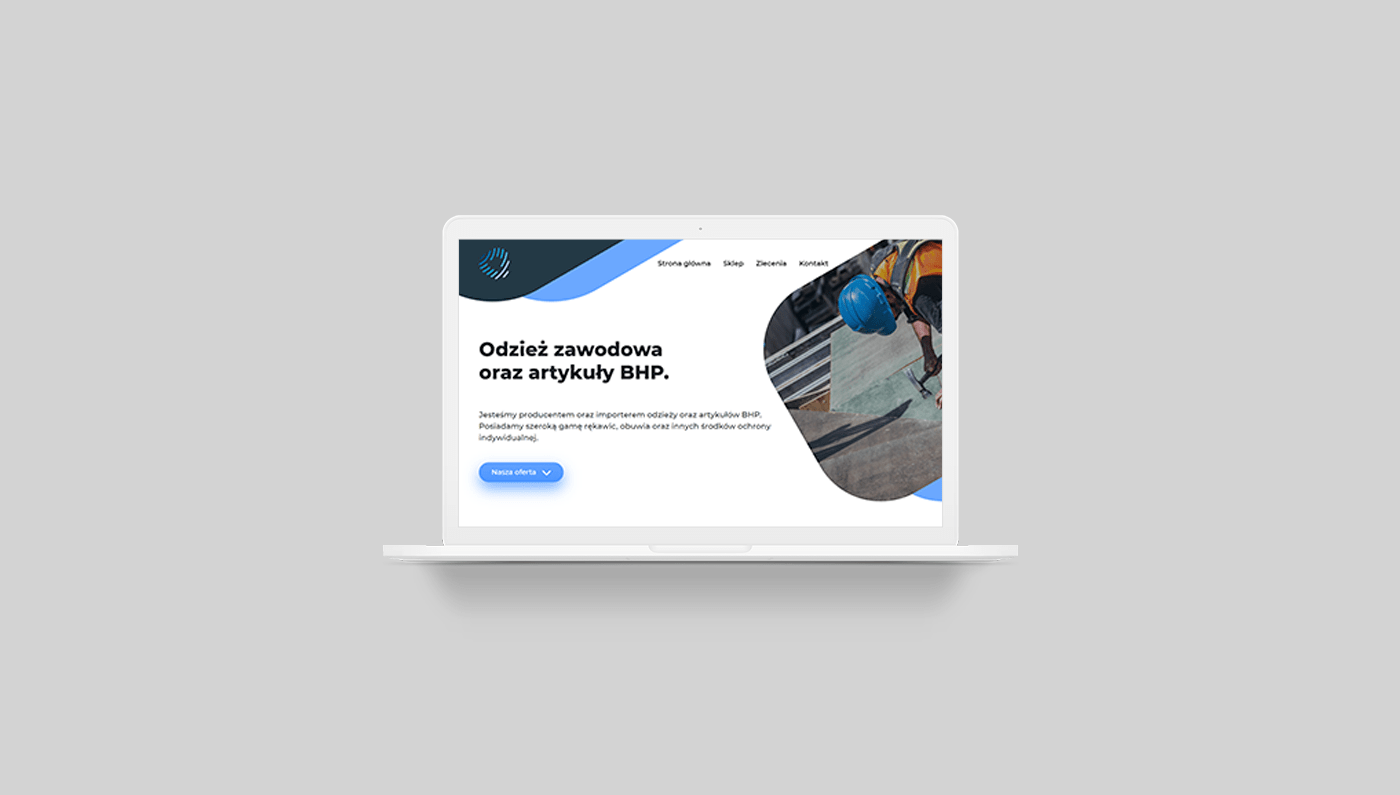 Strona główna Sklep Zlecenia Kontakt
Odzież zawodowa
oraz artykuły BHP.
Jesteśmy producentem oraz importerem odzieży oraz artykułów BHP.
Posiadamy szeroką gamę rękawic, obuwia oraz innych środków ochrony
indywidualnej.
Nasza oferta